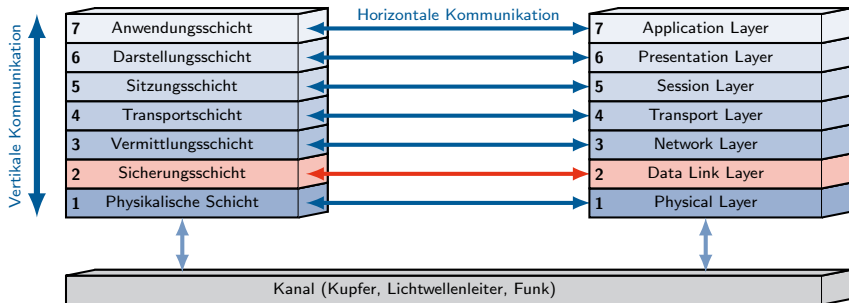 Horizontale Kommunikation
Vertikale Kommunikation
7 Anwendungsschicht
7 Application Layer
6 Darstellungsschicht
6 Presentation Layer
5 Sitzungsschicht
5 Session Layer
4 Transportschicht
4 Transport Layer
3 Vermittlungsschicht
3 Network Layer
2 Sicherungsschicht
2 Data Link Layer
1 Physikalische Schicht
1 Physical Layer
Kanal (Kupfer, Lichtwellenleiter, Funk)